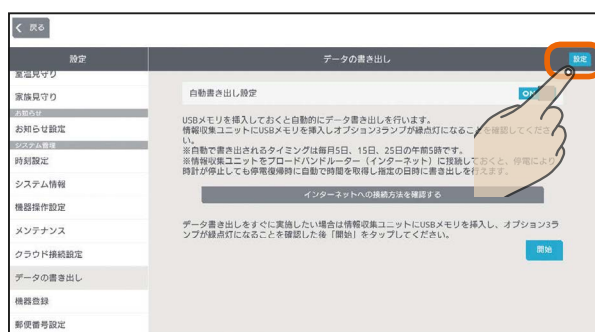 戻る
設定
データの書き出し
設定
室温見守り
家族見守り
お知らせ
お知らせ設定
システム管理
時刻設定
システム情報
機器操作設定
メンテナンス
クラウド接続設定
データの書き出し
機器登録
郵便番号設定
自動書き出し設定
USBメモリを挿入しておくと自動的にデータ書き出しを行います。
情報収集ユニットにUSBメモリを挿入しオプション3ランプが緑点灯になることを確認してくださ
い。
※自動で書き出されるタイミングは毎月5日、15日、25日の午前5時です。
※情報収集ユニットをブロードバンドルーター（インターネット）に接続しておくと、停電により
時計が停止しても停電復帰時に自動で時間を取得し指定の日時に書き出しを行えます。
インターネットへの接続方法を確認する
データ書き出しをすぐに実施したい場合は情報収集ユニットにUSBメモリを挿入し、オプション3ラ
ンプが緑点灯になることを確認した後「開始」をタップしてください。
開始